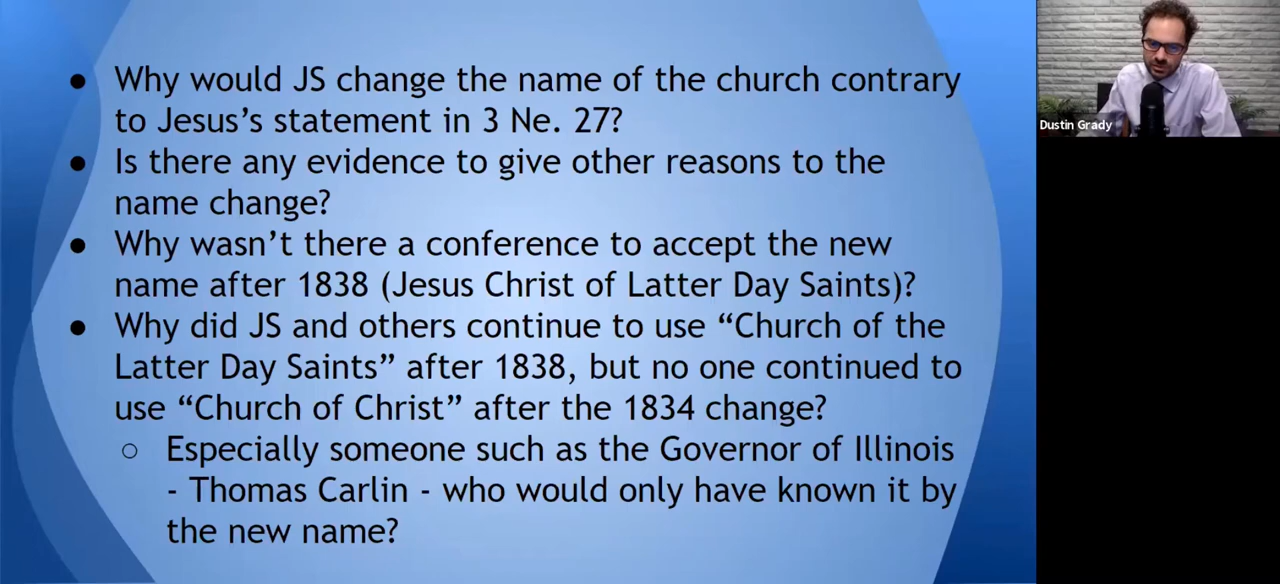 ● Why would JS change the name of the church contrary
to Jesus’s statement in 3 Ne. 27?
● Is there any evidence to give other reasons to the
name change?
● Why wasn’t there a conference to accept the new
name after 1838 (Jesus Christ of Latter Day Saints)?
● Why did JS and others continue to use “Church of the
Latter Day Saints” after 1838, but no one continued to
use “Church of Christ” after the 1834 change?
○ Especially someone such as the Governor of Illinois
- Thomas Carlin - who would only have known it by
the new name?
Dustin Grady